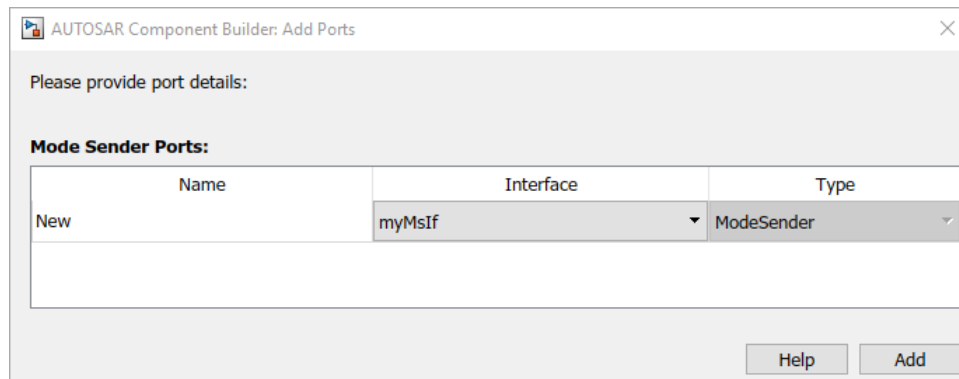 AUTOSAR Component Builder: Add Ports
Please provide port details:
Mode Sender Ports:
Name Interface Type
New myMsIf ModeSender
Help Add